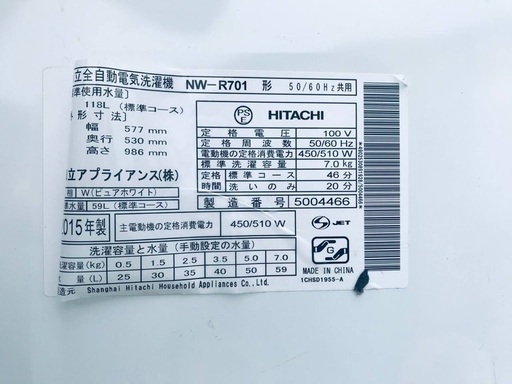 立全自動電気洗濯機 NW-R701 形 50/60Hz共用
準使用水量]
118L (標準コース)
外形寸法]
幅 577 mm
奥行 530 mm
高さ 986 mm
立アプライアンス(株)
W(ピュアホワイト)
水量 59L (標準コース)
2015年製
PS E HITACHI
定格電圧 100 V
定格周波数 50/60 Hz
電動機の定格消費電力 450/510 W
標準洗濯容量 7.0 kg
時間 標準コース 46分
洗いのみ 20分
製造番号 5004466
主電動機の定格消費電力 450/510 W
S JET
洗濯容量と水量 (手動設定の水量)
容量(kg) 0.5 1.5 2.5 3.5 5.0 7.0
量(L) 25 30 35 40 50 59
製造元 Shanghai Hitachi Household Appliances Co., Ltd.
G
MADE IN CHINA
1CHSD1955-A